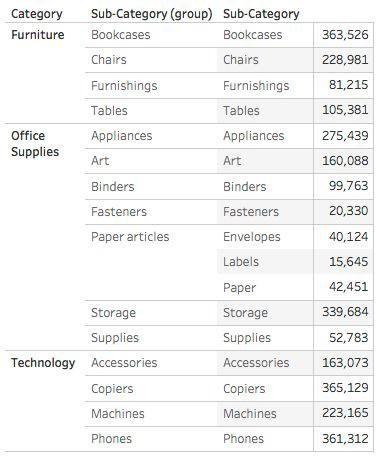 Category Sub-Category (group) Sub-Category
Furniture Bookcases Bookcases 363,526
Chairs Chairs 228,981
Furnishings Furnishings 81,215
Tables Tables 105,381
Office Supplies Appliances Appliances 275,439
Art Art 160,088
Binders Binders 99,763
Fasteners Fasteners 20,330
Paper articles Envelopes 40,124
Labels 15,645
Paper 42,451
Storage Storage 339,684
Supplies Supplies 52,783
Technology Accessories Accessories 163,073
Copiers Copiers 365,129
Machines Machines 223,165
Phones Phones 361,312